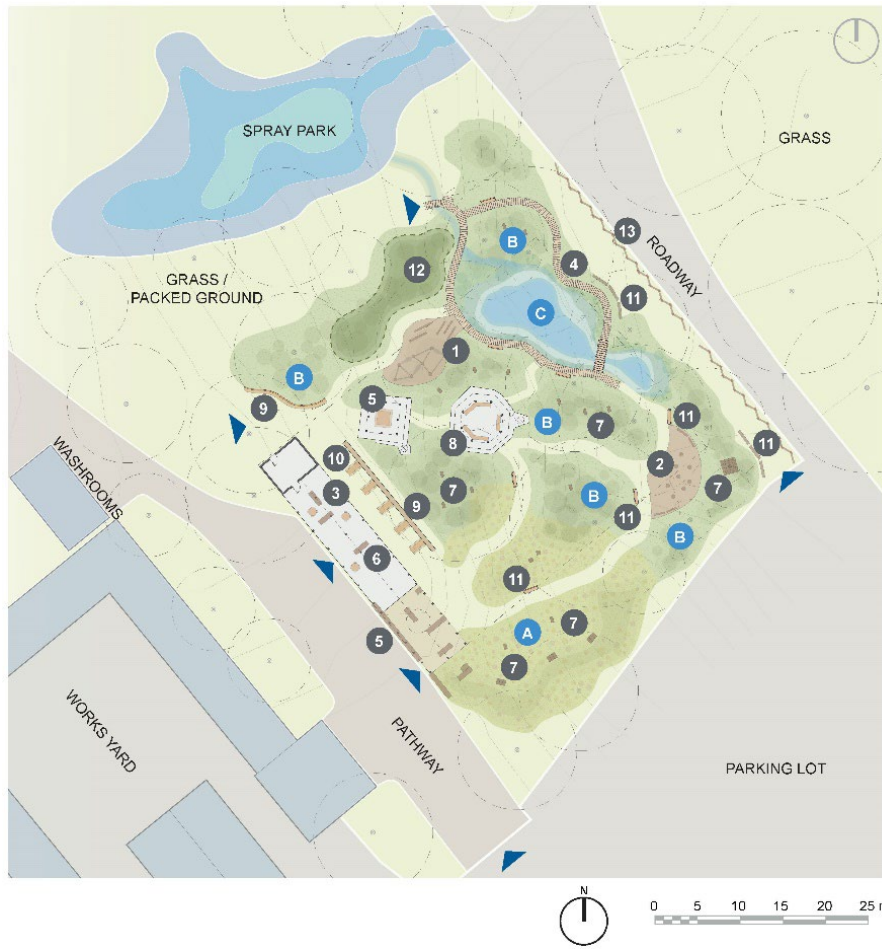 SPRAY PARK
GRASS
13
B
ROADWAY
4
12
GRASS /
PACKED GROUND
11
C
1
B
5
9
11
B
7
8
11
WASHROOMS
10
2
3
7
7
9
B
11
B
6
11
A
7
5
7
WORKS YARD
PATHWAY
PARKING LOT
N
0 5 10 15 20 25